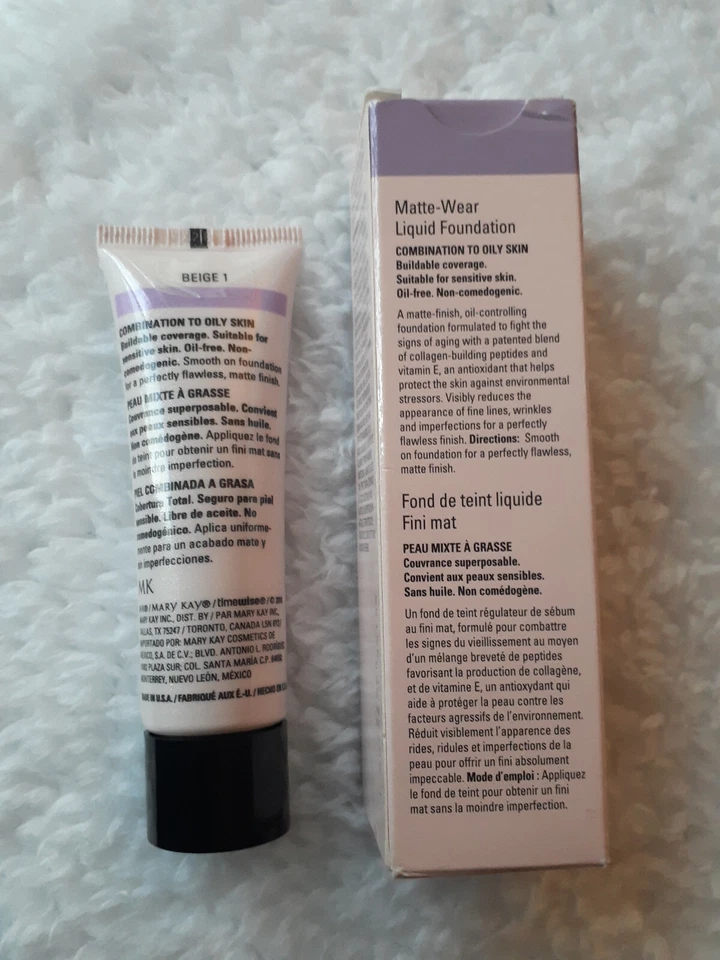 BEIGE 1
COMBINATION TO OILY SKIN
Buildable coverage. Suitable for
sensitive skin. Oil-free. Non-
comedogenic. Smooth on foundation
for a perfectly flawless, matte finish.
PEAU MIXTE À GRASSE
Couvrance superposable. Convient
aux peaux sensibles. Sans huile.
Non comédogène. Appliquez le fond
de teint pour obtenir un fini mat sans
la moindre imperfection.
PIEL COMBINADA A GRASA
Cobertura Total. Seguro para piel
sensible. Libre de aceite. No
comedogénico. Aplica uniforme-
mente para un acabado mate y
sin imperfecciones.
MK
MARY KAY® / timewise® / ©
MARY KAY INC., DIST. BY / PAR MARY KAY INC.,
DALLAS, TX 75247 / TORONTO, CANADA L5N
IMPORTADO POR: MARY KAY COSMETICS DE
MÉXICO, S.A. DE C.V.; BLVD. ANTONIO L. RODRÍGUEZ
PLAZA SUR; COL. SANTA MARÍA C.P.
MONTERREY, NUEVO LEÓN, MÉXICO
MADE IN U.S.A. / FABRIQUÉ AUX É.-U. / HECHO EN
Matte-Wear
Liquid Foundation
COMBINATION TO OILY SKIN
Buildable coverage.
Suitable for sensitive skin.
Oil-free. Non-comedogenic.
A matte-finish, oil-controlling
foundation formulated to fight the
signs of aging with a patented blend
of collagen-building peptides and
vitamin E, an antioxidant that helps
protect the skin against environmental
stressors. Visibly reduces the
appearance of fine lines, wrinkles
and imperfections for a perfectly
flawless finish. Directions: Smooth
on foundation for a perfectly flawless,
matte finish.
Fond de teint liquide
Fini mat
PEAU MIXTE À GRASSE
Couvrance superposable.
Convient aux peaux sensibles.
Sans huile. Non comédogène.
Un fond de teint régulateur de sébum
au fini mat, formulé pour combattre
les signes du vieillissement au moyen
d'un mélange breveté de peptides
favorisant la production de collagène,
et de vitamine E, un antioxydant qui
aide à protéger la peau contre les
facteurs agressifs de l'environnement.
Réduit visiblement l'apparence des
rides, ridules et imperfections de la
peau pour offrir un fini absolument
impeccable. Mode d'emploi : Appliquez
le fond de teint pour obtenir un fini
mat sans la moindre imperfection.